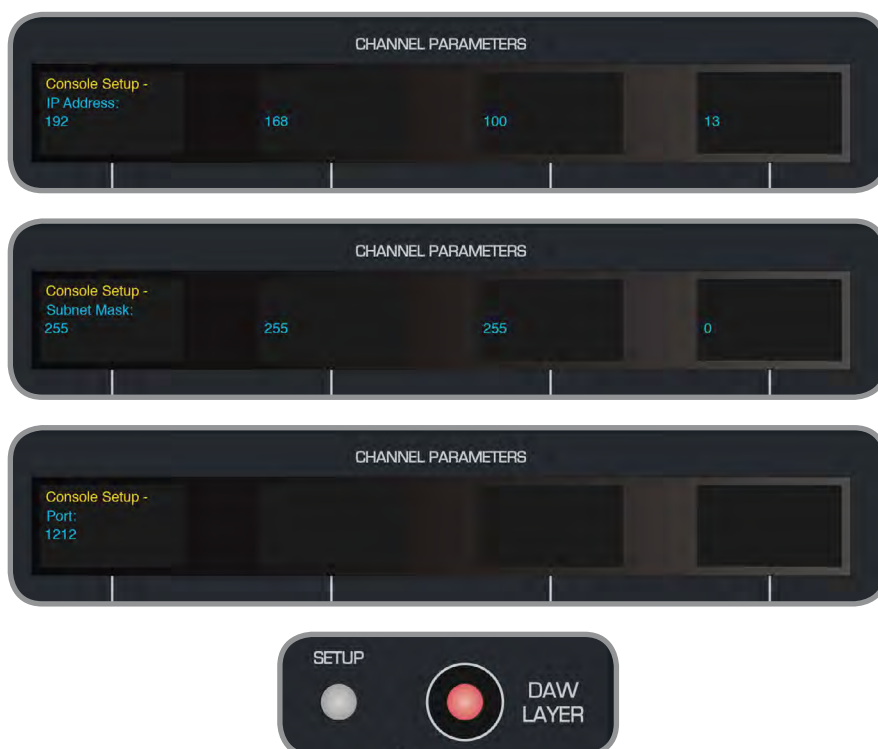 CHANNEL PARAMETERS
Console Setup -
IP Address:
192 168 100 13
CHANNEL PARAMETERS
Console Setup -
Subnet Mask:
255 255 255 0
CHANNEL PARAMETERS
Console Setup -
Port:
1212
SETUP
DAW
LAYER